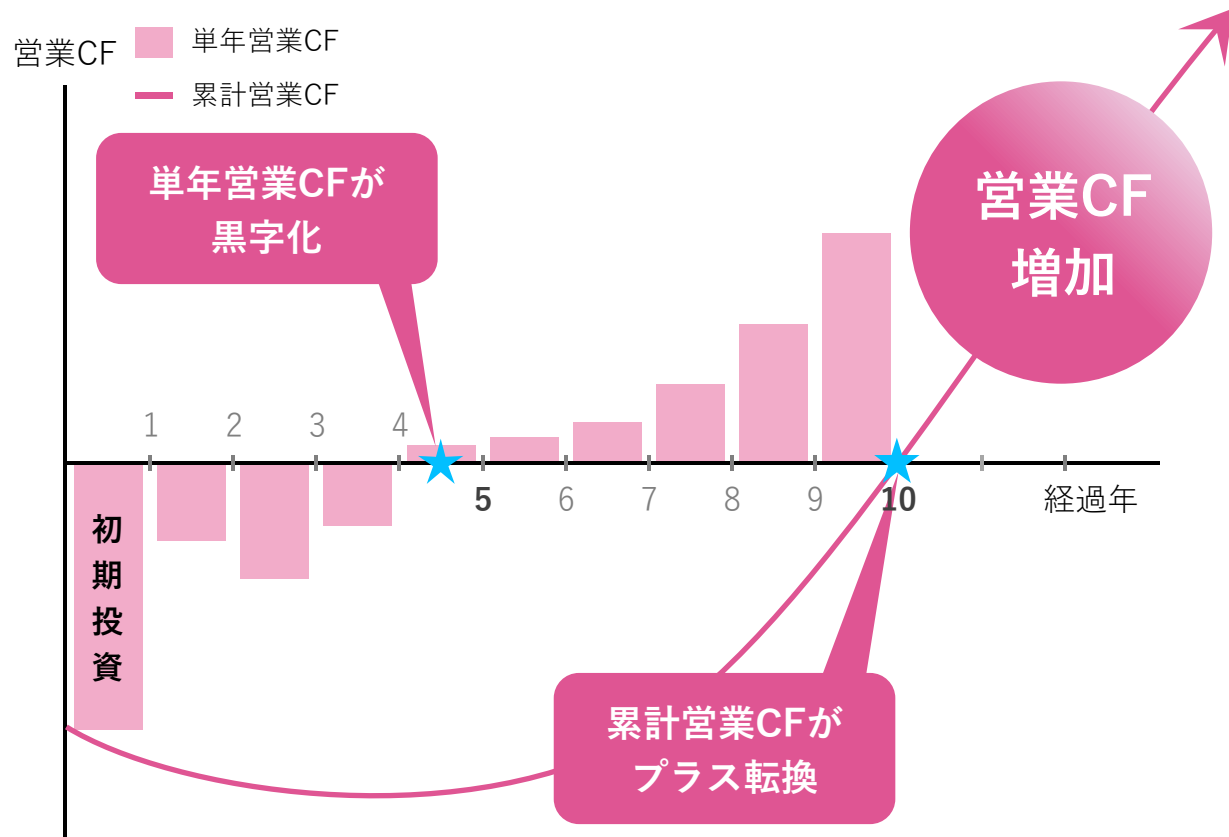 営業CF
単年営業CF
累計営業CF
単年営業CFが
黒字化
営業CF
増加
1
2
3
4
5
6
7
8
9
10
経過年
初
期
投
資
累計営業CFが
プラス転換